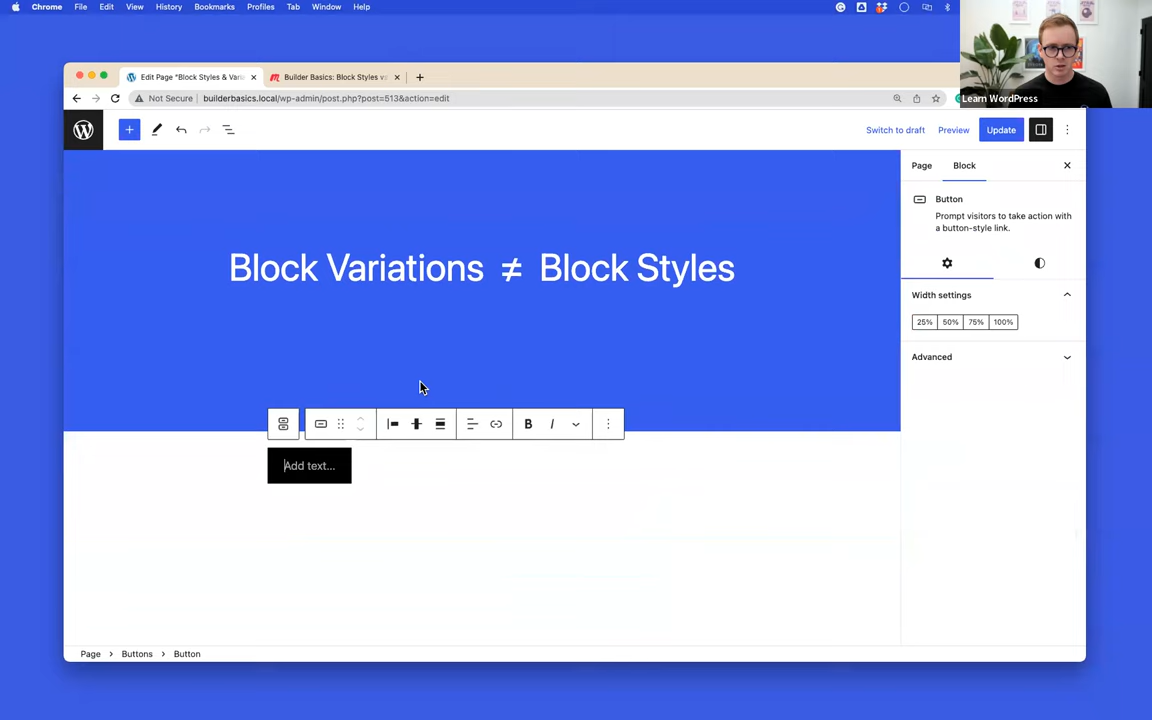 Chrome File Edit View History Bookmarks Profiles Tab Window Help
Edit Page "Block Styles & Varia
Builder Basics: Block Styles va
Not Secure builderbasics.local/wp-admin/post.php?post=513&action=edit
Learn WordPress
Switch to draft Preview Update
Page Block
Button
Prompt visitors to take action with
a button-style link.
Block Variations ≠ Block Styles
Width settings
25% 50% 75% 100%
Advanced
B I
Add text...
Page > Buttons > Button